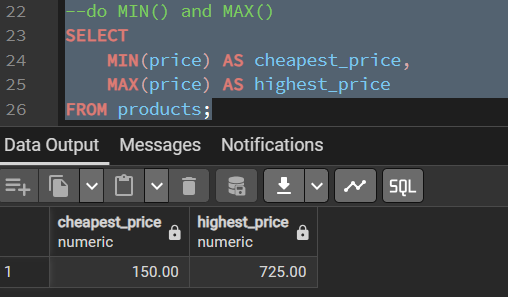 22 --do MIN() and MAX()
23 SELECT
24 MIN(price) AS cheapest_price,
25 MAX(price) AS highest_price
26 FROM products;
Data Output Messages Notifications
SQL
cheapest_price highest_price
numeric numeric
1 150.00 725.00